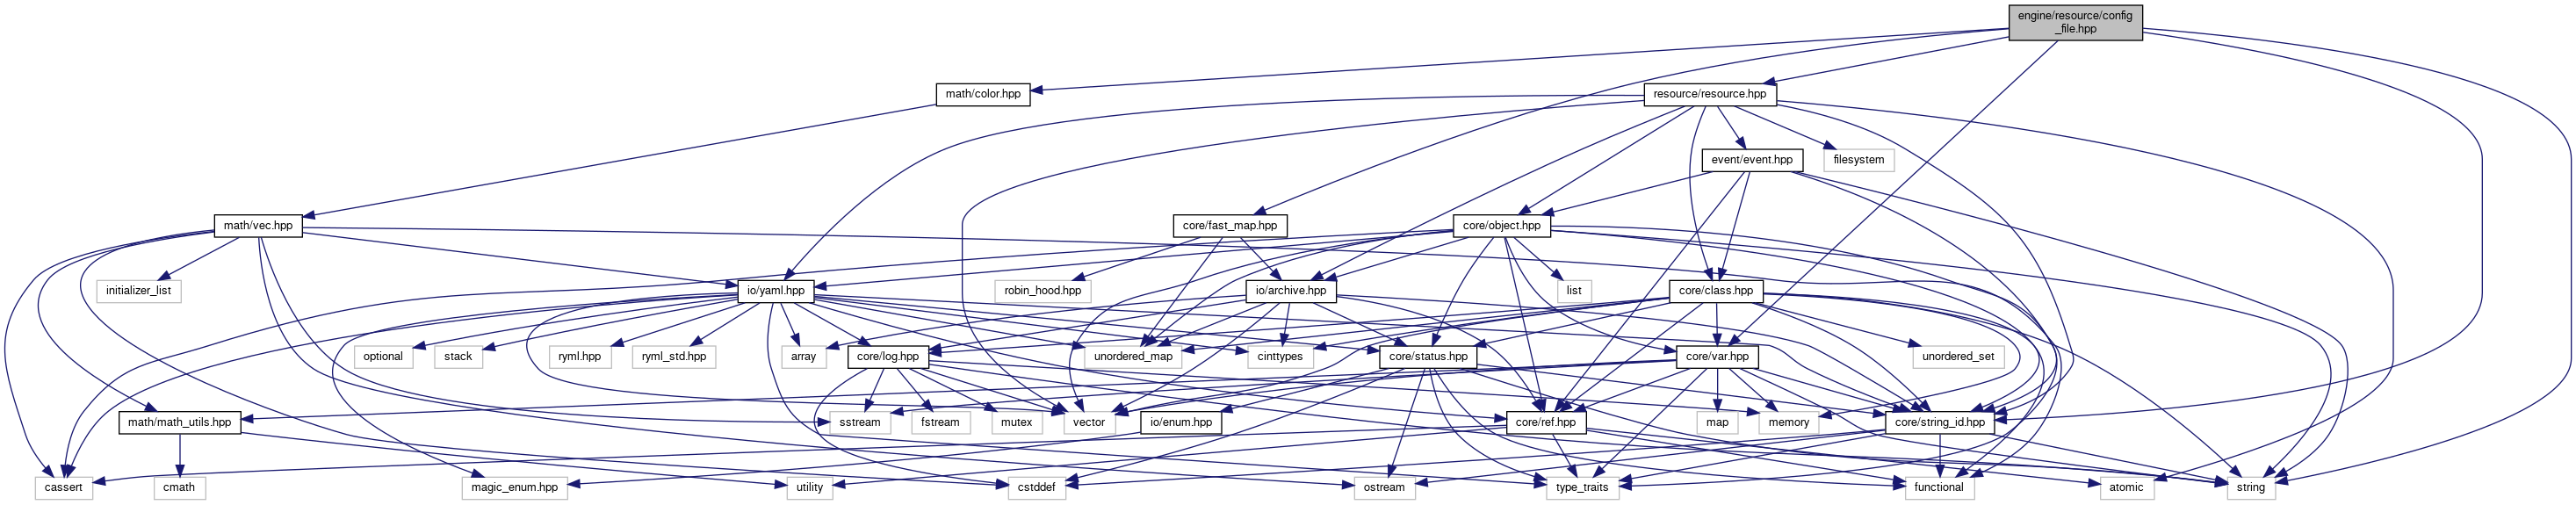 engine/resource/config
_file.hpp
math/color.hpp
resource/resource.hpp
event/event.hpp
filesystem
math/vec.hpp
core/fast_map.hpp
core/object.hpp
initializer_list
io/yaml.hpp
robin_hood.hpp
io/archive.hpp
list
core/class.hpp
optional
stack
ryml.hpp
ryml_std.hpp
array
core/log.hpp
unordered_map
cinttypes
core/status.hpp
core/var.hpp
unordered_set
math/math_utils.hpp
sstream
fstream
mutex
vector
io/enum.hpp
core/ref.hpp
map
memory
core/string_id.hpp
cassert
cmath
magic_enum.hpp
utility
cstddef
ostream
type_traits
functional
atomic
string